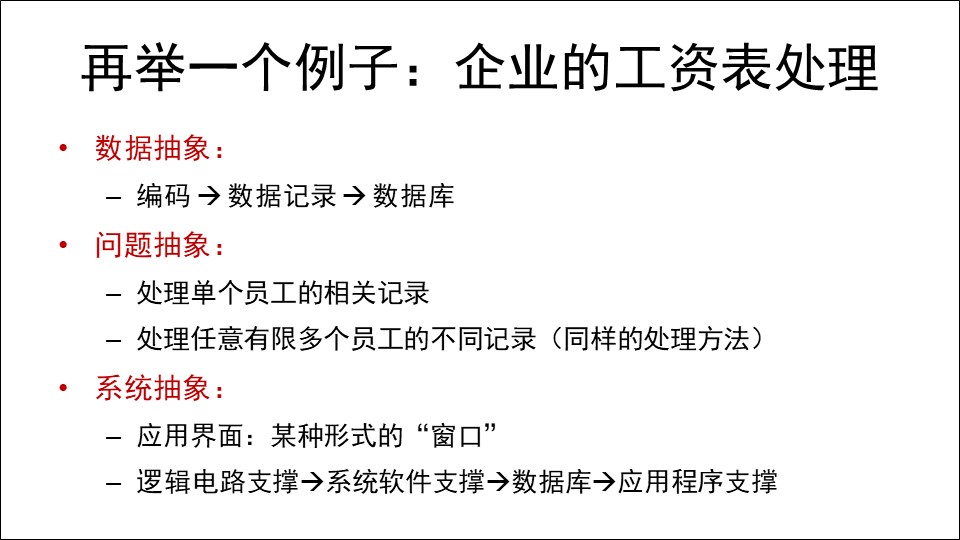 再举一个例子：企业的工资表处理
• 数据抽象：
– 编码→数据记录→数据库
• 问题抽象：
– 处理单个员工的相关记录
– 处理任意有限多个员工的不同记录（同样的处理方法）
• 系统抽象：
– 应用界面：某种形式的“窗口”
– 逻辑电路支撑→系统软件支撑→数据库→应用程序支撑